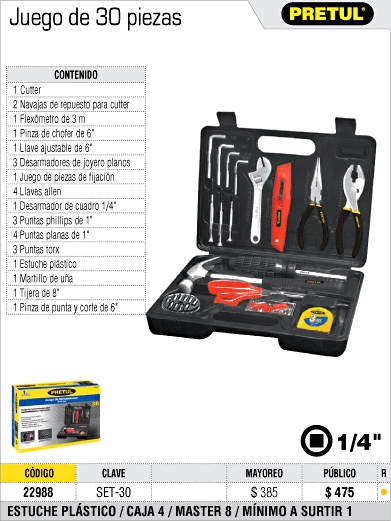 Juego de 30 piezas
PRETUL®
CONTENIDO
1 Cutter
2 Navajas de repuesto para cutter
1 Flexómetro de 3 m
1 Pinza de chofer de 6"
1 Llave ajustable de 6"
3 Desarmadores de joyero planos
1 Juego de piezas de fijación
4 Llaves allen
1 Desarmador de cuadro 1/4"
3 Puntas phillips de 1"
4 Puntas planas de 1"
3 Puntas torx
1 Estuche plástico
1 Martillo de uña
1 Tijera de 8"
1 Pinza de punta y corte de 6"
PRETUL
1/4"
CÓDIGO CLAVE MAYOREO PÚBLICO R
22988 SET-30 $ 385 $ 475
ESTUCHE PLÁSTICO / CAJA 4 / MASTER 8 / MÍNIMO A SURTIR 1